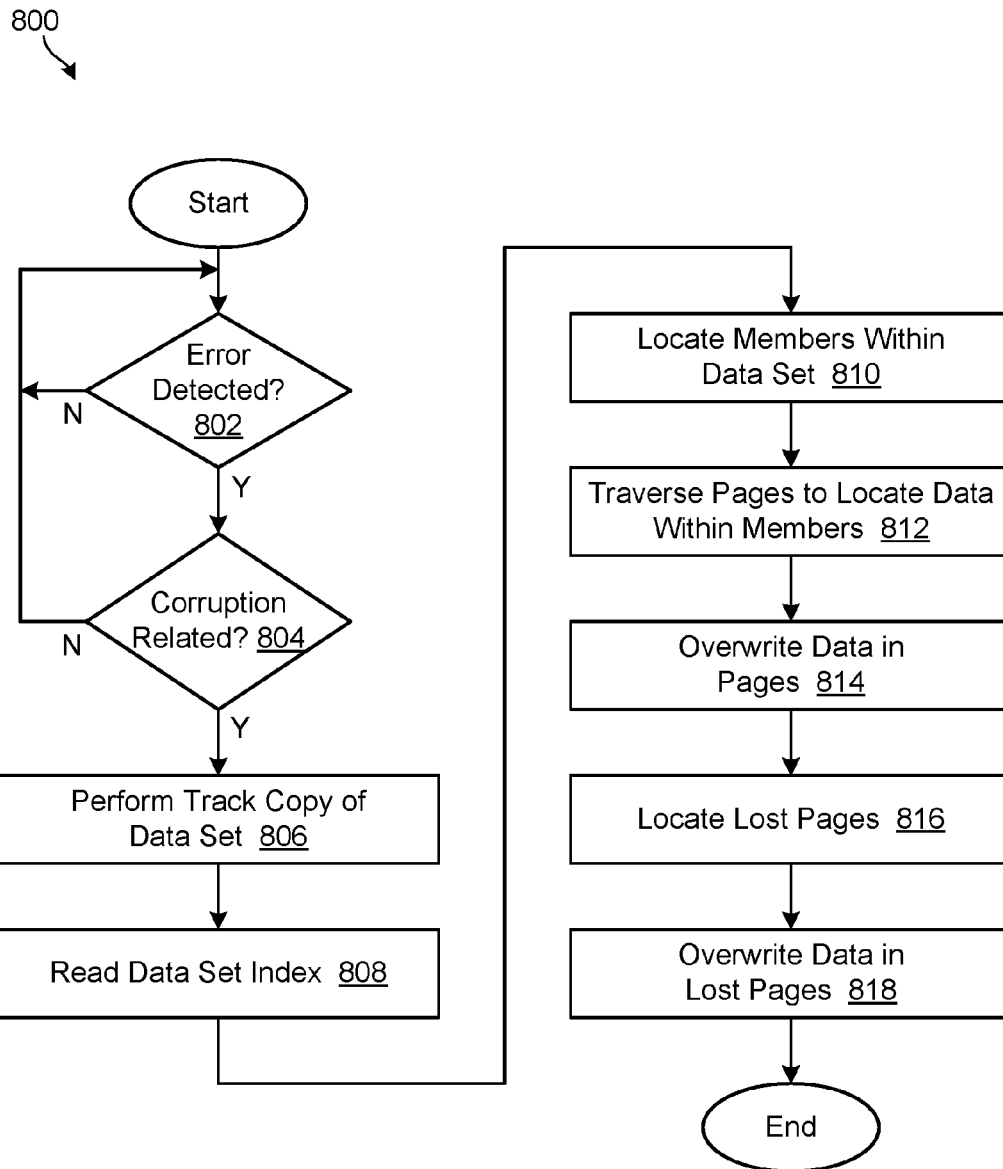 800
Start
Error
Detected?
802
N
Y
Corruption
Related? 804
N
Y
Perform Track Copy of
Data Set 806
Read Data Set Index 808
Locate Members Within
Data Set 810
Traverse Pages to Locate Data
Within Members 812
Overwrite Data in
Pages 814
Locate Lost Pages 816
Overwrite Data in
Lost Pages 818
End